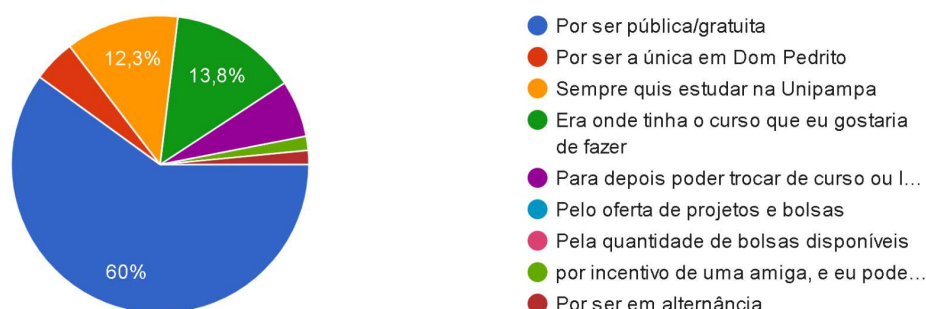 12,3%
13,8%
60%
Por ser pública/gratuita
Por ser a única em Dom Pedrito
Sempre quis estudar na Unipampa
Era onde tinha o curso que eu gostaria
de fazer
Para depois poder trocar de curso ou l...
Pelo oferta de projetos e bolsas
Pela quantidade de bolsas disponíveis
por incentivo de uma amiga, e eu pode...
Por ser em alternância